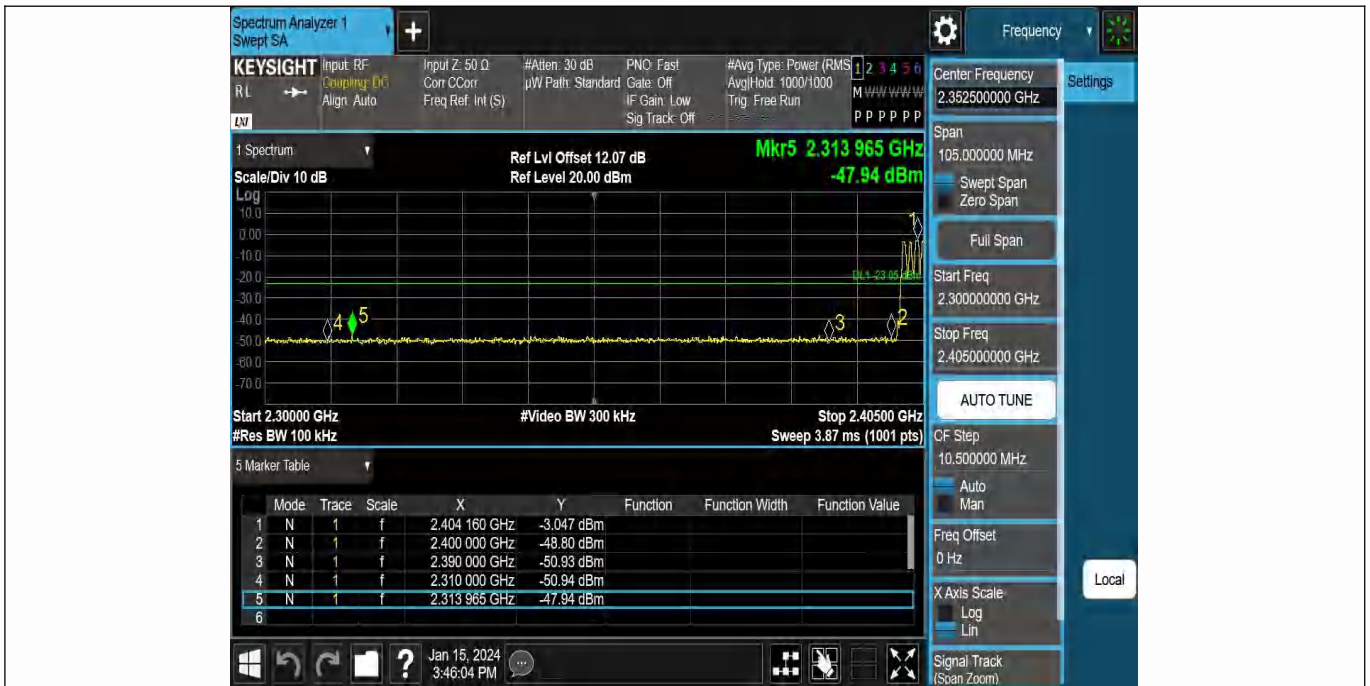 Spectrum Analyzer 1
Swept SA
+
Frequency
KEYSIGHT
RL
LXI
Input: RF
Coupling: DC
Align: Auto
Input Z: 50 Ω
Corr CCorr
Freq Ref: Int (S)
#Atten: 30 dB
µW Path: Standard
PNO: Fast
Gate: Off
IF Gain: Low
Sig Track: Off
#Avg Type: Power (RMS
Avg|Hold: 1000/1000
Trig: Free Run
1 2 3 4 5 6
M W W W W W
P P P P P P
1 Spectrum
Scale/Div 10 dB
Ref Lvl Offset 12.07 dB
Ref Level 20.00 dBm
Mkr5 2.313 965 GHz
-47.94 dBm
Log
10.0
0.00
-10.0
-20.0
-30.0
-40.0
-50.0
-60.0
-70.0
1
DL1 -23.05 dBm
4
5
3
2
Start 2.30000 GHz
#Video BW 300 kHz
Stop 2.40500 GHz
#Res BW 100 kHz
Sweep 3.87 ms (1001 pts)
5 Marker Table
Mode Trace Scale X Y Function Function Width Function Value
1 N 1 f 2.404 160 GHz -3.047 dBm
2 N 1 f 2.400 000 GHz -48.80 dBm
3 N 1 f 2.390 000 GHz -50.93 dBm
4 N 1 f 2.310 000 GHz -50.94 dBm
5 N 1 f 2.313 965 GHz -47.94 dBm
6
?
Jan 15, 2024
3:46:04 PM
Center Frequency
2.352500000 GHz
Settings
Span
105.000000 MHz
Swept Span
Zero Span
Full Span
Start Freq
2.300000000 GHz
Stop Freq
2.405000000 GHz
AUTO TUNE
CF Step
10.500000 MHz
Auto
Man
Freq Offset
0 Hz
Local
X Axis Scale
Log
Lin
Signal Track
(Span Zoom)